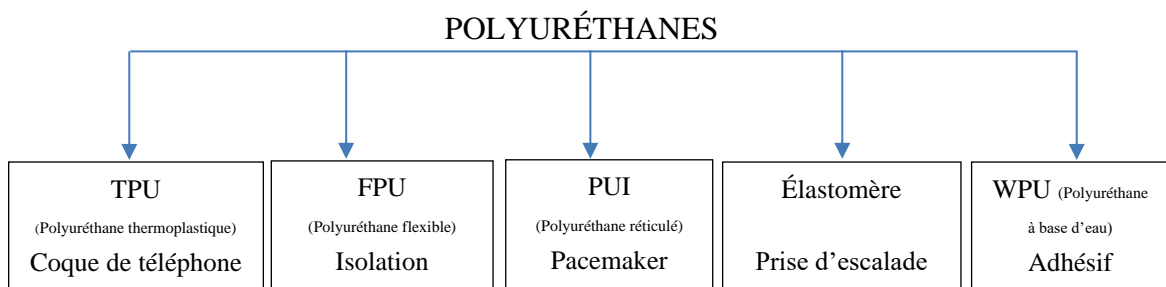 POLYURÉTHANES
TPU
(Polyuréthane thermoplastique)
Coque de téléphone
FPU
(Polyuréthane flexible)
Isolation
PUI
(Polyuréthane réticulé)
Pacemaker
Élastomère
Prise d’escalade
WPU (Polyuréthane
à base d’eau)
Adhésif